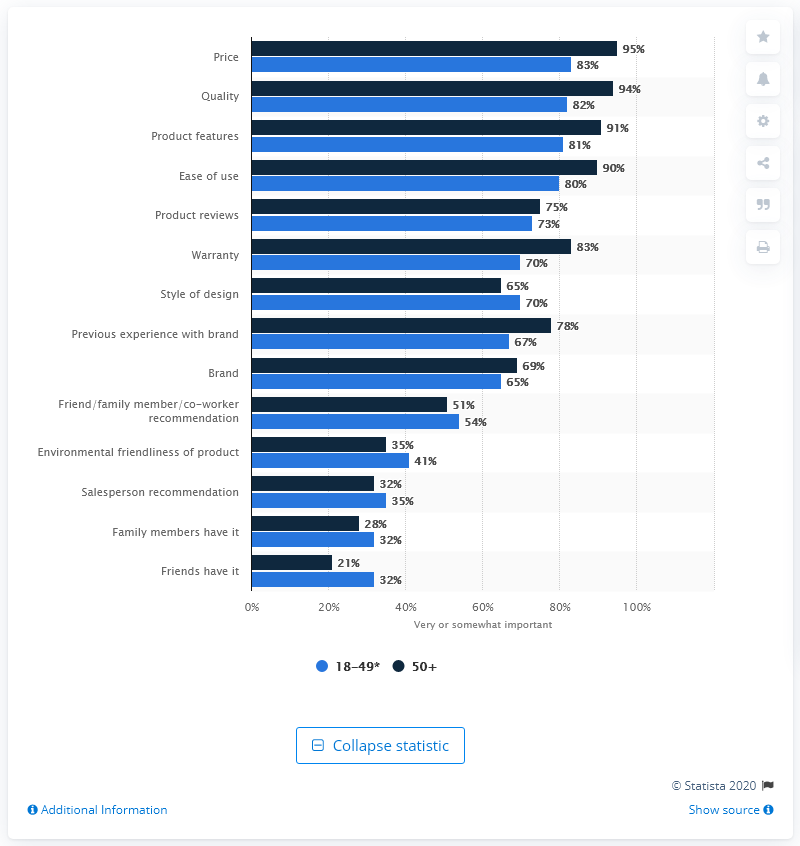 Price
95%
83%
Quality
94%
82%
Product features
91%
81%
Ease of use
90%
80%
Product reviews
75%
73%
Warranty
83%
70%
Style of design
65%
70%
Previous experience with brand
78%
67%
Brand
69%
65%
Friend/family member/co-worker
recommendation
51%
54%
Environmental friendliness of product
35%
41%
Salesperson recommendation
32%
35%
Family members have it
28%
32%
Friends have it
21%
32%
0% 20% 40% 60% 80% 100%
Very or somewhat important
18–49* 50+
Collapse statistic
© Statista 2020
Additional Information Show source